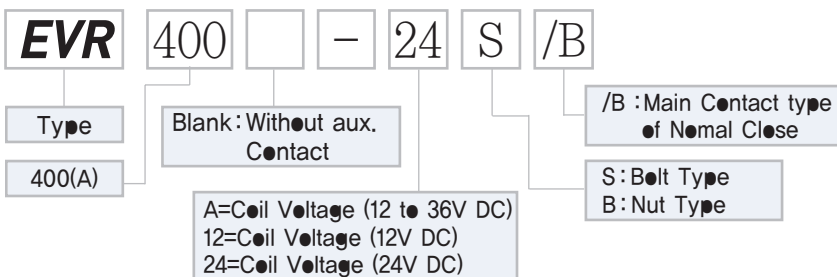 EVR 400 - 24 S /B
Type
400(A)
Blank : Without aux.
Contact
A=Coil Voltage (12 to 36V DC)
12=Coil Voltage (12V DC)
24=Coil Voltage (24V DC)
/B : Main Contact type
of Nomal Close
S : Bolt Type
B : Nut Type